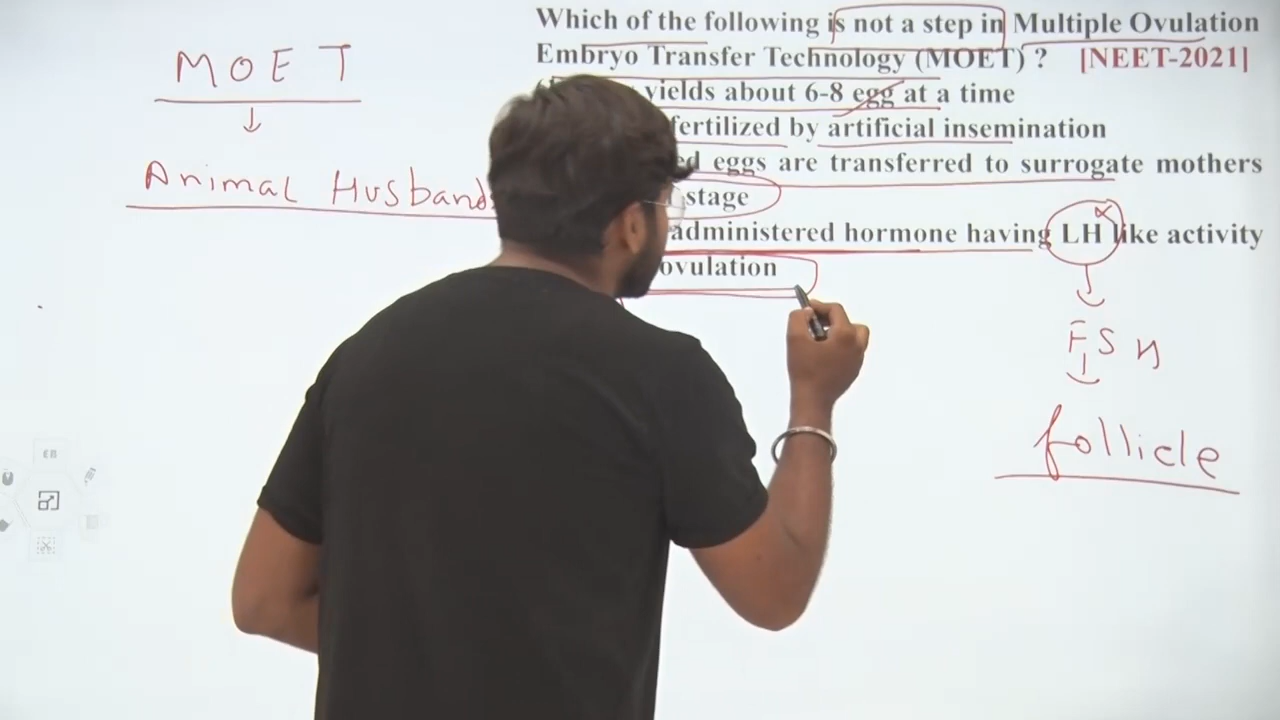 M O E T
Animal Husband
Which of the following is not a step in Multiple Ovulation
Embryo Transfer Technology (MOET) ? [NEET-2021]
yields about 6-8 egg at a time
fertilized by artificial insemination
eggs are transferred to surrogate mothers
stage
administered hormone having LH like activity
ovulation
FSH
follicle